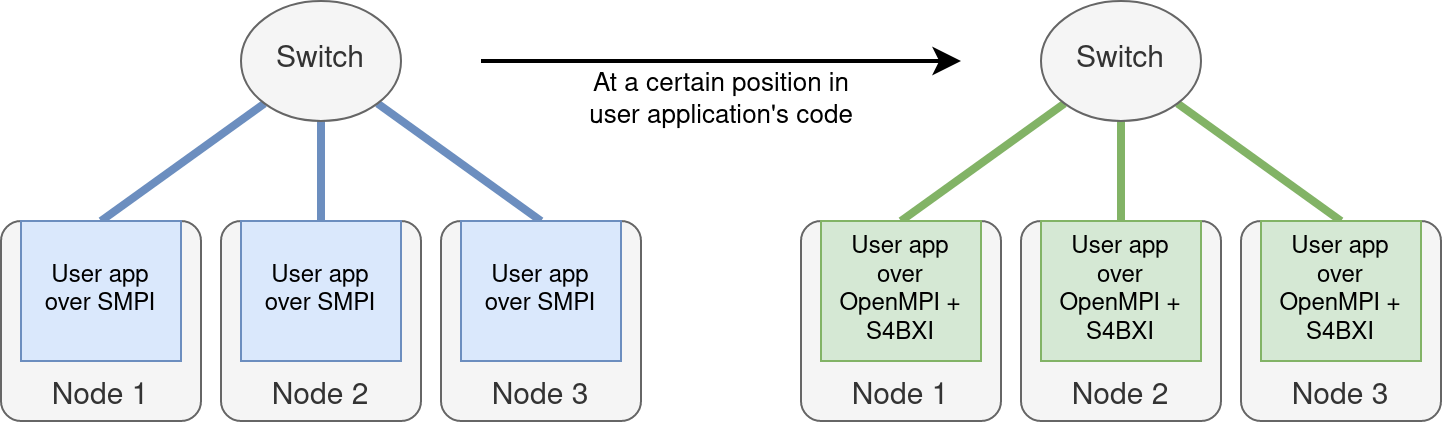 Switch
At a certain position in
user application's code
Switch
User app
over SMPI
Node 1
User app
over SMPI
Node 2
User app
over SMPI
Node 3
User app
over
OpenMPI +
S4BXI
Node 1
User app
over
OpenMPI +
S4BXI
Node 2
User app
over
OpenMPI +
S4BXI
Node 3